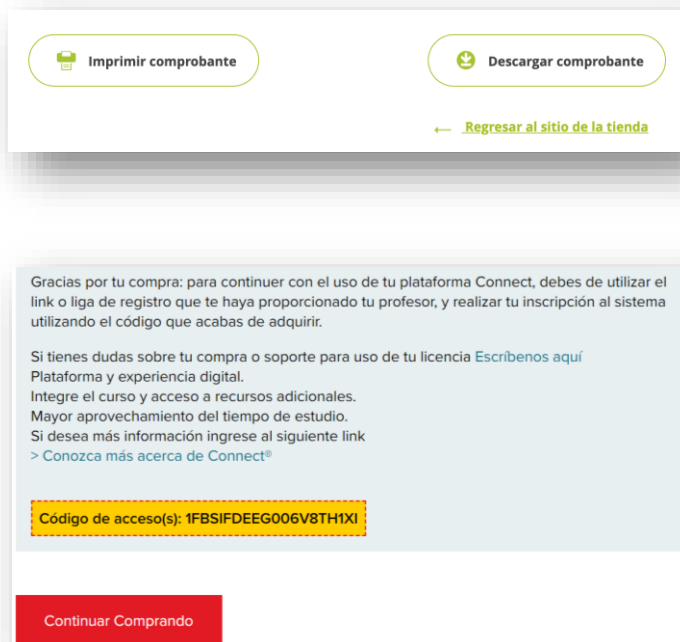 Imprimir comprobante
Descargar comprobante
← Regresar al sitio de la tienda
Gracias por tu compra: para continuer con el uso de tu plataforma Connect, debes de utilizar el
link o liga de registro que te haya proporcionado tu profesor, y realizar tu inscripción al sistema
utilizando el código que acabas de adquirir.
Si tienes dudas sobre tu compra o soporte para uso de tu licencia Escríbenos aquí
Plataforma y experiencia digital.
Integre el curso y acceso a recursos adicionales.
Mayor aprovechamiento del tiempo de estudio.
Si desea más información ingrese al siguiente link
> Conozca más acerca de Connect®
Código de acceso(s): 1FBSIFDEEG006V8TH1XI
Continuar Comprando